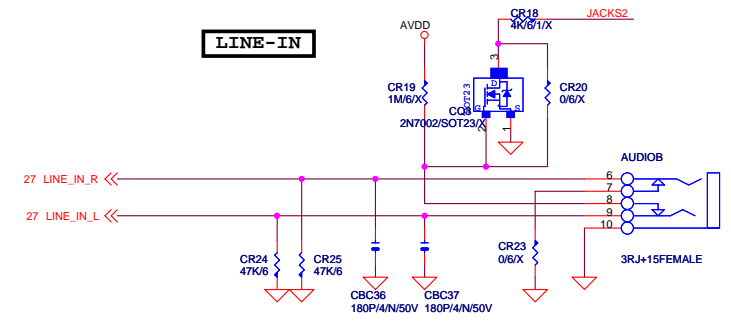 LINE-IN
AVDD
CR18
4K/6/1/X
JACKS2
3
D
SOT23
G
S
CQ3
2N7002/SOT23/X
2
1
CR19
1M/6/X
CR20
0/6/X
AUDIOB
27 LINE_IN_R
6
7
8
27 LINE_IN_L
9
10
CR24
47K/6
CR25
47K/6
CR23
0/6/X
3RJ+15FEMALE
CBC36
180P/4/N/50V
CBC37
180P/4/N/50V